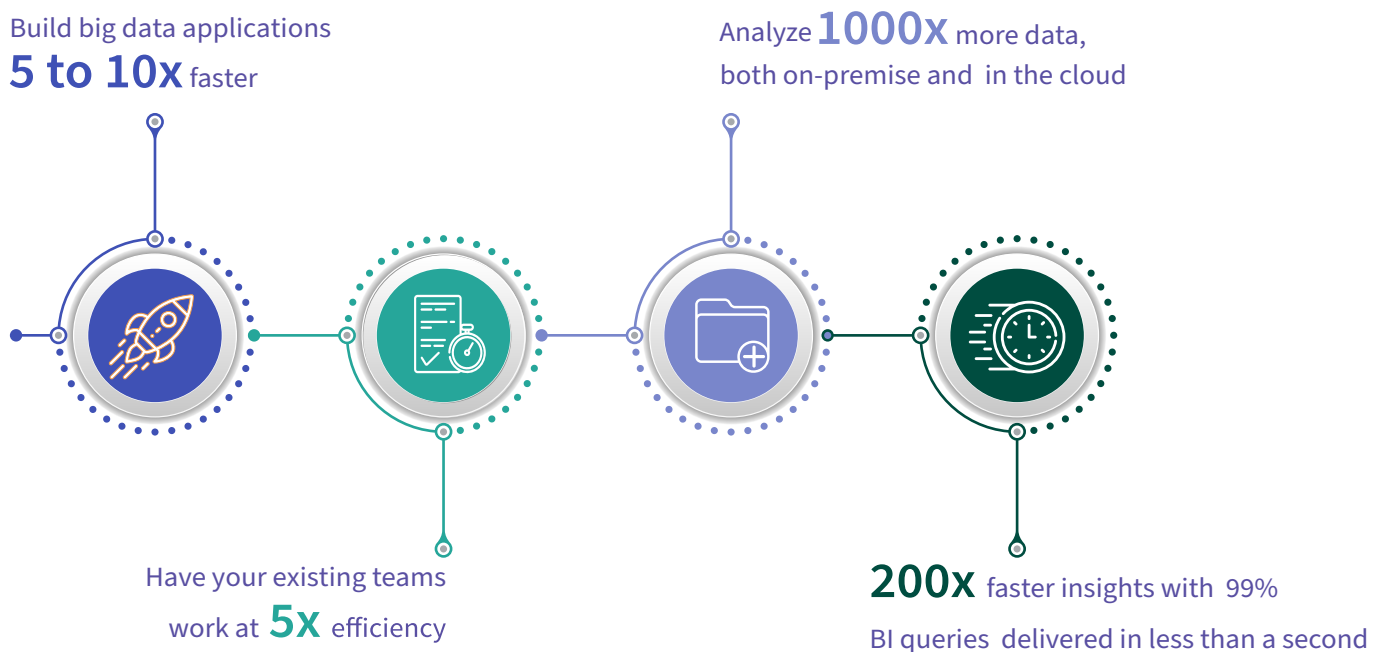 Build big data applications
5 to 10x faster
Analyze 1000x more data,
both on-premise and in the cloud
Have your existing teams
work at 5x efficiency
200x faster insights with 99%
BI queries delivered in less than a second